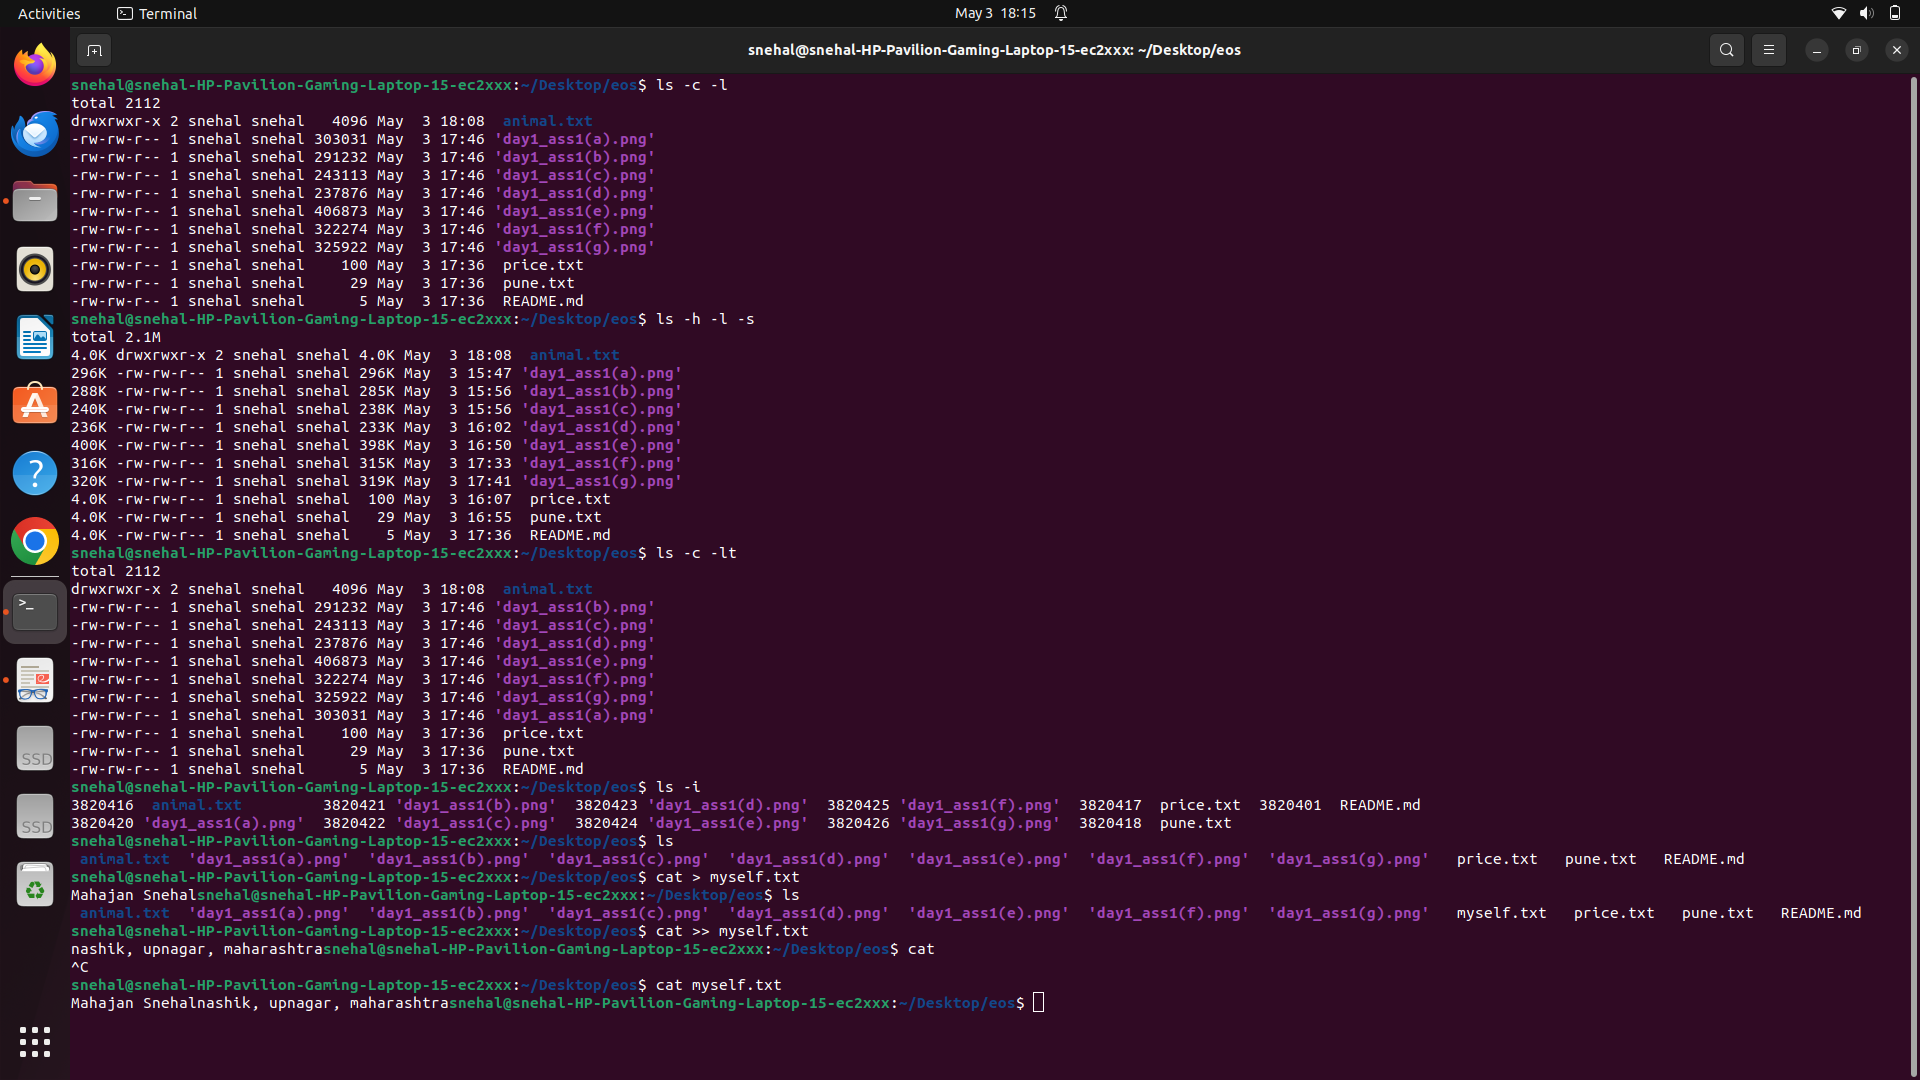 Activities
Terminal
May 3 18:15
snehal@snehal-HP-Pavilion-Gaming-Laptop-15-ec2xxx: ~/Desktop/eos
snehal@snehal-HP-Pavilion-Gaming-Laptop-15-ec2xxx:~/Desktop/eos$ ls -c -l
total 2112
drwxrwxr-x 2 snehal snehal   4096 May  3 18:08  animal.txt
-rw-rw-r-- 1 snehal snehal 303031 May  3 17:46 'day1_ass1(a).png'
-rw-rw-r-- 1 snehal snehal 291232 May  3 17:46 'day1_ass1(b).png'
-rw-rw-r-- 1 snehal snehal 243113 May  3 17:46 'day1_ass1(c).png'
-rw-rw-r-- 1 snehal snehal 237876 May  3 17:46 'day1_ass1(d).png'
-rw-rw-r-- 1 snehal snehal 406873 May  3 17:46 'day1_ass1(e).png'
-rw-rw-r-- 1 snehal snehal 322274 May  3 17:46 'day1_ass1(f).png'
-rw-rw-r-- 1 snehal snehal 325922 May  3 17:46 'day1_ass1(g).png'
-rw-rw-r-- 1 snehal snehal    100 May  3 17:36  price.txt
-rw-rw-r-- 1 snehal snehal     29 May  3 17:36  pune.txt
-rw-rw-r-- 1 snehal snehal      5 May  3 17:36  README.md
snehal@snehal-HP-Pavilion-Gaming-Laptop-15-ec2xxx:~/Desktop/eos$ ls -h -l -s
total 2.1M
4.0K drwxrwxr-x 2 snehal snehal 4.0K May  3 18:08  animal.txt
296K -rw-rw-r-- 1 snehal snehal 296K May  3 15:47 'day1_ass1(a).png'
288K -rw-rw-r-- 1 snehal snehal 285K May  3 15:56 'day1_ass1(b).png'
240K -rw-rw-r-- 1 snehal snehal 238K May  3 15:56 'day1_ass1(c).png'
236K -rw-rw-r-- 1 snehal snehal 233K May  3 16:02 'day1_ass1(d).png'
400K -rw-rw-r-- 1 snehal snehal 398K May  3 16:50 'day1_ass1(e).png'
316K -rw-rw-r-- 1 snehal snehal 315K May  3 17:33 'day1_ass1(f).png'
320K -rw-rw-r-- 1 snehal snehal 319K May  3 17:41 'day1_ass1(g).png'
4.0K -rw-rw-r-- 1 snehal snehal  100 May  3 16:07  price.txt
4.0K -rw-rw-r-- 1 snehal snehal   29 May  3 16:55  pune.txt
4.0K -rw-rw-r-- 1 snehal snehal    5 May  3 17:36  README.md
snehal@snehal-HP-Pavilion-Gaming-Laptop-15-ec2xxx:~/Desktop/eos$ ls -c -lt
total 2112
drwxrwxr-x 2 snehal snehal   4096 May  3 18:08  animal.txt
-rw-rw-r-- 1 snehal snehal 291232 May  3 17:46 'day1_ass1(b).png'
-rw-rw-r-- 1 snehal snehal 243113 May  3 17:46 'day1_ass1(c).png'
-rw-rw-r-- 1 snehal snehal 237876 May  3 17:46 'day1_ass1(d).png'
-rw-rw-r-- 1 snehal snehal 406873 May  3 17:46 'day1_ass1(e).png'
-rw-rw-r-- 1 snehal snehal 322274 May  3 17:46 'day1_ass1(f).png'
-rw-rw-r-- 1 snehal snehal 325922 May  3 17:46 'day1_ass1(g).png'
-rw-rw-r-- 1 snehal snehal 303031 May  3 17:46 'day1_ass1(a).png'
-rw-rw-r-- 1 snehal snehal    100 May  3 17:36  price.txt
-rw-rw-r-- 1 snehal snehal     29 May  3 17:36  pune.txt
-rw-rw-r-- 1 snehal snehal      5 May  3 17:36  README.md
snehal@snehal-HP-Pavilion-Gaming-Laptop-15-ec2xxx:~/Desktop/eos$ ls -i
3820416  animal.txt         3820421 'day1_ass1(b).png'  3820423 'day1_ass1(d).png'  3820425 'day1_ass1(f).png'  3820417  price.txt  3820401  README.md
3820420 'day1_ass1(a).png'  3820422 'day1_ass1(c).png'  3820424 'day1_ass1(e).png'  3820426 'day1_ass1(g).png'  3820418  pune.txt
snehal@snehal-HP-Pavilion-Gaming-Laptop-15-ec2xxx:~/Desktop/eos$ ls
 animal.txt  'day1_ass1(a).png'  'day1_ass1(b).png'  'day1_ass1(c).png'  'day1_ass1(d).png'  'day1_ass1(e).png'  'day1_ass1(f).png'  'day1_ass1(g).png'   price.txt   pune.txt   README.md
snehal@snehal-HP-Pavilion-Gaming-Laptop-15-ec2xxx:~/Desktop/eos$ cat > myself.txt
Mahajan Snehalsnehal@snehal-HP-Pavilion-Gaming-Laptop-15-ec2xxx:~/Desktop/eos$ ls
 animal.txt  'day1_ass1(a).png'  'day1_ass1(b).png'  'day1_ass1(c).png'  'day1_ass1(d).png'  'day1_ass1(e).png'  'day1_ass1(f).png'  'day1_ass1(g).png'   myself.txt   price.txt   pune.txt   README.md
snehal@snehal-HP-Pavilion-Gaming-Laptop-15-ec2xxx:~/Desktop/eos$ cat >> myself.txt
nashik, upnagar, maharashtrasnehal@snehal-HP-Pavilion-Gaming-Laptop-15-ec2xxx:~/Desktop/eos$ cat
^C
snehal@snehal-HP-Pavilion-Gaming-Laptop-15-ec2xxx:~/Desktop/eos$ cat myself.txt
Mahajan Snehalnashik, upnagar, maharashtrasnehal@snehal-HP-Pavilion-Gaming-Laptop-15-ec2xxx:~/Desktop/eos$
SSD
SSD